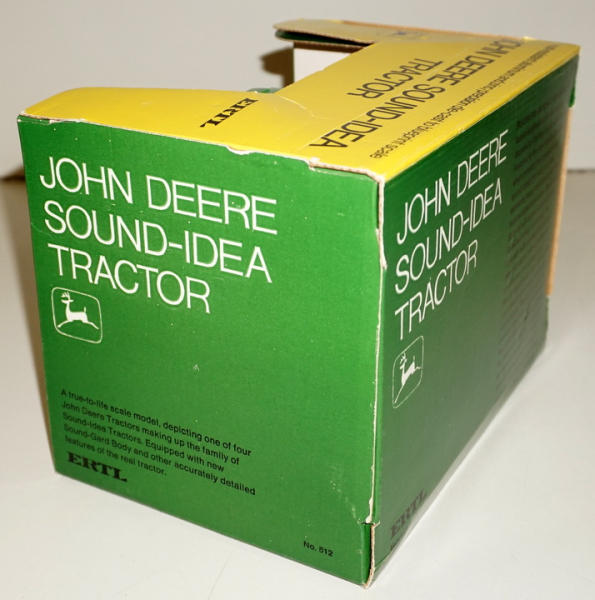 JOHN DEERE SOUND-IDEA
TRACTOR
ERTL
JOHN DEERE
SOUND-IDEA
TRACTOR
A true-to-life scale model, depicting one of four
John Deere Tractors making up the family of
Sound-Idea Tractors. Equipped with new
Sound-Gard Body and other accurately detailed
features of the real tractor.
ERTL
No. 512
JOHN DEERE
SOUND-IDEA
TRACTOR
ERTL